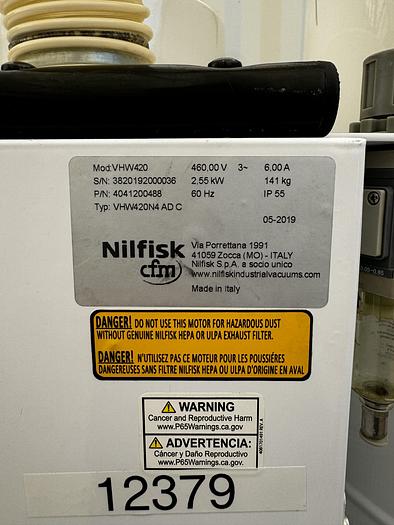 Mod:VHW420 460,00 V 3~ 6,00 A
S/N: 3820192000036 2,55 kW 141 kg
P/N: 4041200488 60 Hz IP 55
Typ: VHW420N4 AD C
05-2019
Nilfisk
cfm
Via Porrettana 1991
41059 Zocca (MO) - ITALY
Nilfisk S.p.A. a socio unico
www.nilfiskindustrialvacuums.com
Made in Italy
DANGER! DO NOT USE THIS MOTOR FOR HAZARDOUS DUST
WITHOUT GENUINE NILFISK HEPA OR ULPA EXHAUST FILTER.
DANGER! N'UTILISEZ PAS CE MOTEUR POUR LES POUSSIÉRES
DANGEREUSES SANS FILTRE NILFISK HEPA OU ULPA D'ORIGINE EN AVAL
WARNING
Cancer and Reproductive Harm
www.P65Warnings.ca.gov
ADVERTENCIA:
Cáncer y Daño Reproductivo
www.P65Warnings.ca.gov.
12379